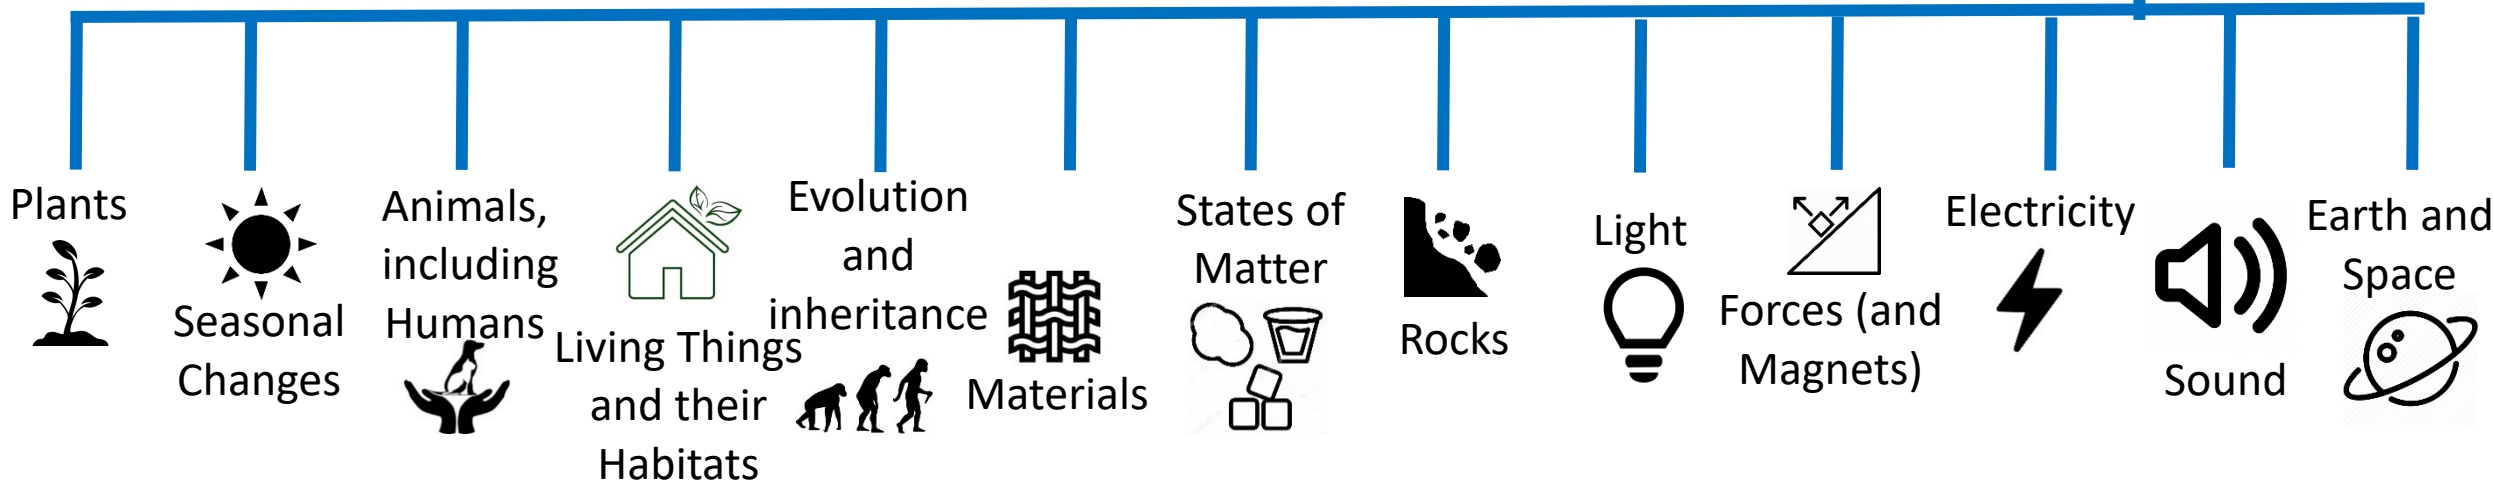 Plants
Seasonal
Changes
Animals,
including
Humans
Living Things
and their
Habitats
Evolution
and
inheritance
Materials
States of
Matter
Rocks
Light
Forces (and
Magnets)
Electricity
Sound
Earth and
Space